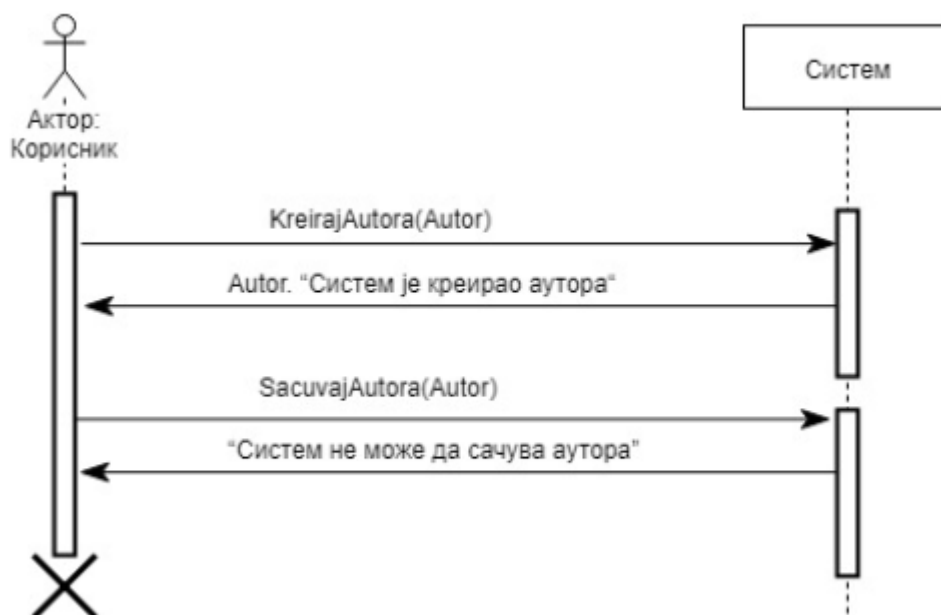 Систем
Актор:
Корисник
KreirajAutora(Autor)
Autor. “Систем је креирао аутора“
SacuvajAutora(Autor)
“Систем не може да сачува аутора”